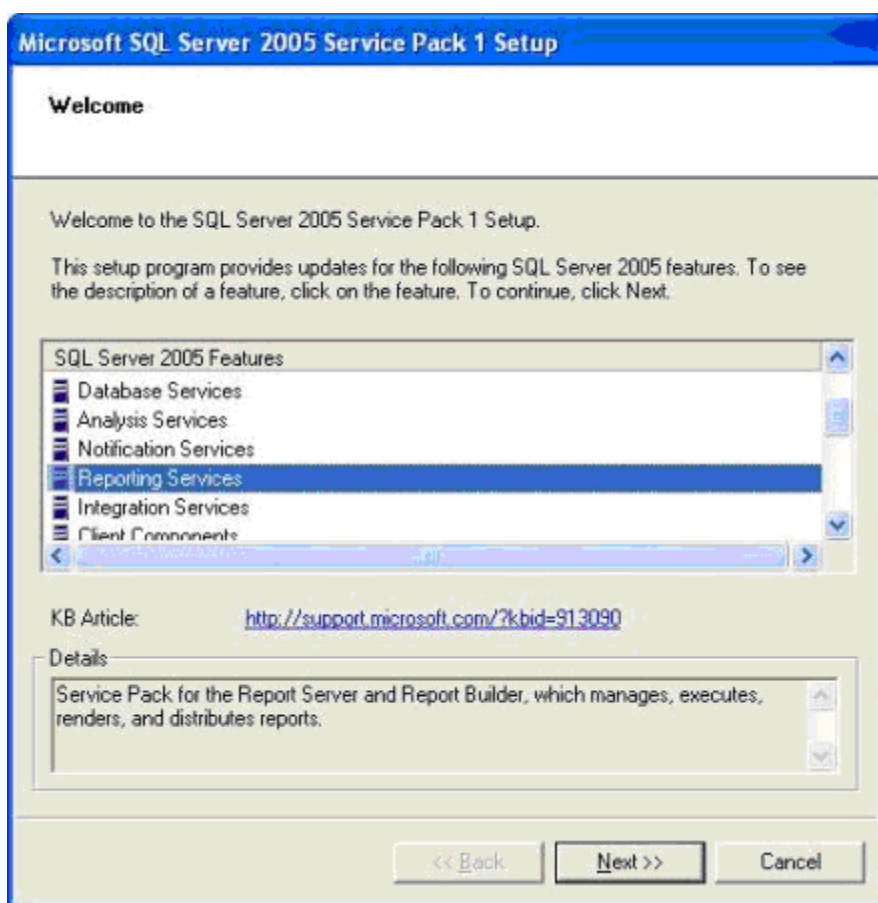 Microsoft SQL Server 2005 Service Pack 1 Setup
Welcome
Welcome to the SQL Server 2005 Service Pack 1 Setup.
This setup program provides updates for the following SQL Server 2005 features. To see
the description of a feature, click on the feature. To continue, click Next.
SQL Server 2005 Features
Database Services
Analysis Services
Notification Services
Reporting Services
Integration Services
Client Components
KB Article: http://support.microsoft.com/?kbid=913090
Details
Service Pack for the Report Server and Report Builder, which manages, executes,
renders, and distributes reports.
<< Back Next >> Cancel